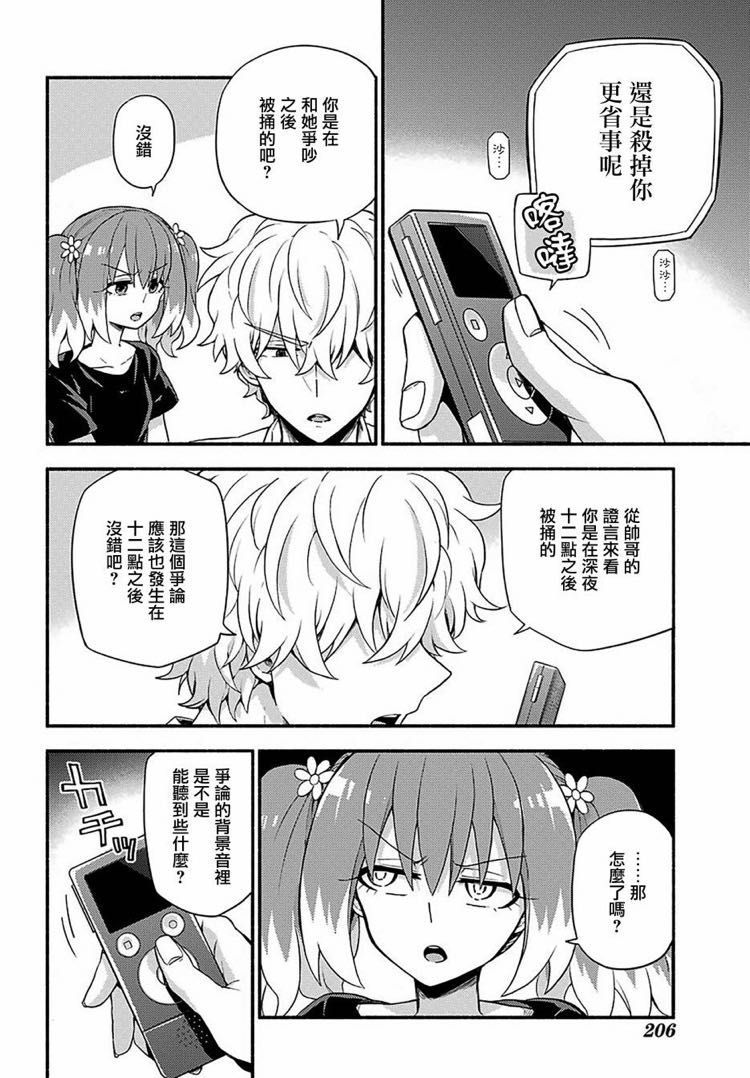 還是殺掉你
更省事呢
沙…
喀噠
沙沙…
你是在
和她爭吵
之後
被捅的吧？
沒錯
從帥哥的
證言來看
你是在深夜
十二點之後
被捅的
那這個爭論
應該也發生在
十二點之後
沒錯吧？
……那
怎麼了嗎？
爭論的背景音裡
是不是
能聽到些什麼？
カチッ
206